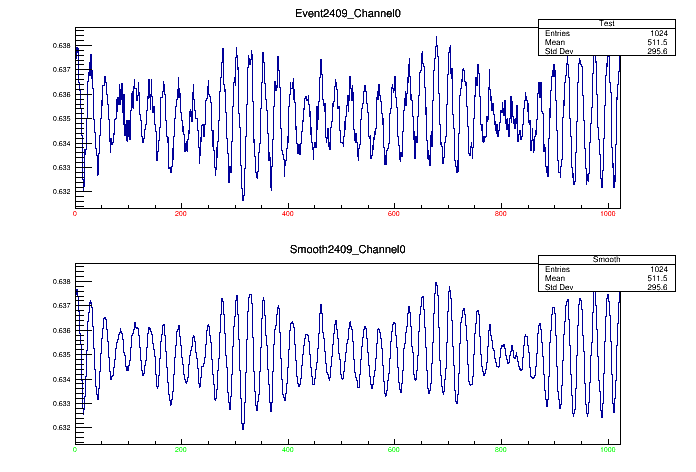 Event2409_Channel0
Test
Entries 1024
Mean 511.5
Std Dev 295.6
0.638
0.637
0.636
0.635
0.634
0.633
0.632
0 200 400 600 800 1000
Smooth2409_Channel0
Smooth
Entries 1024
Mean 511.5
Std Dev 295.6
0.638
0.637
0.636
0.635
0.634
0.633
0.632
0 200 400 600 800 1000